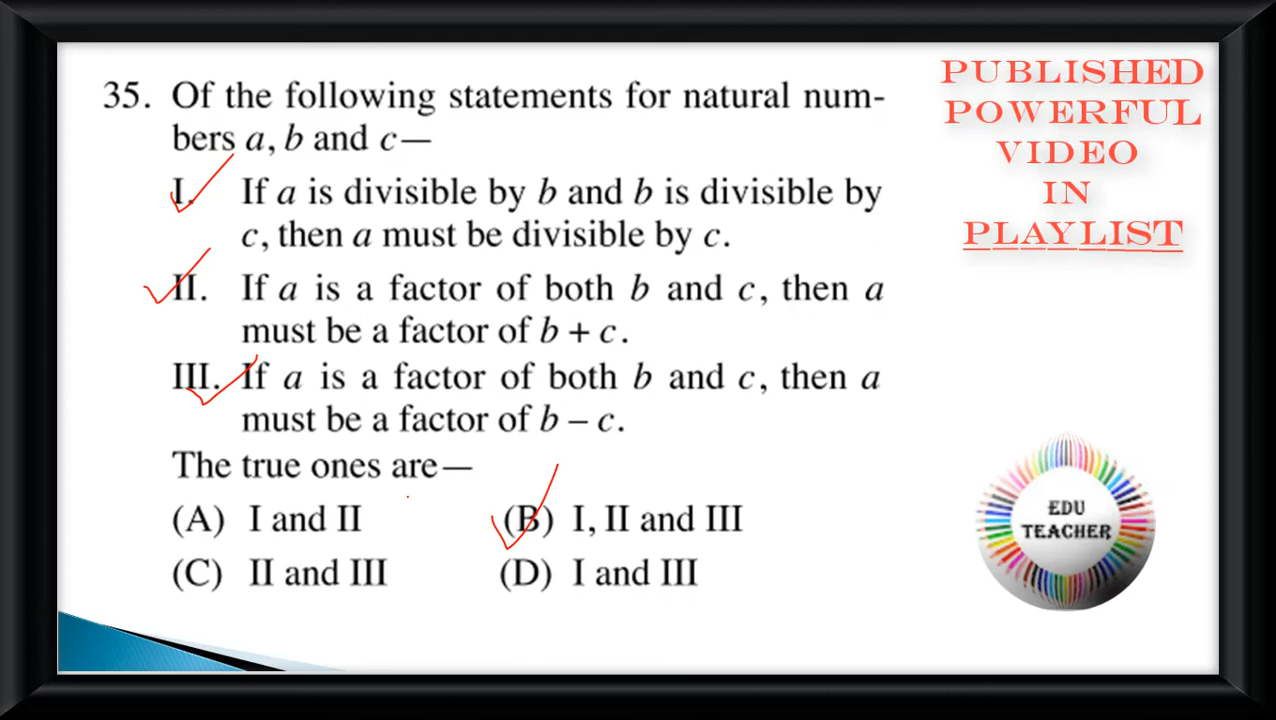 35. Of the following statements for natural num-
bers a, b and c—
I. If a is divisible by b and b is divisible by
c, then a must be divisible by c.
II. If a is a factor of both b and c, then a
must be a factor of b + c.
III. If a is a factor of both b and c, then a
must be a factor of b – c.
The true ones are—
(A) I and II (B) I, II and III
(C) II and III (D) I and III
PUBLISHED
POWERFUL
VIDEO
IN
PLAYLIST
EDU
TEACHER